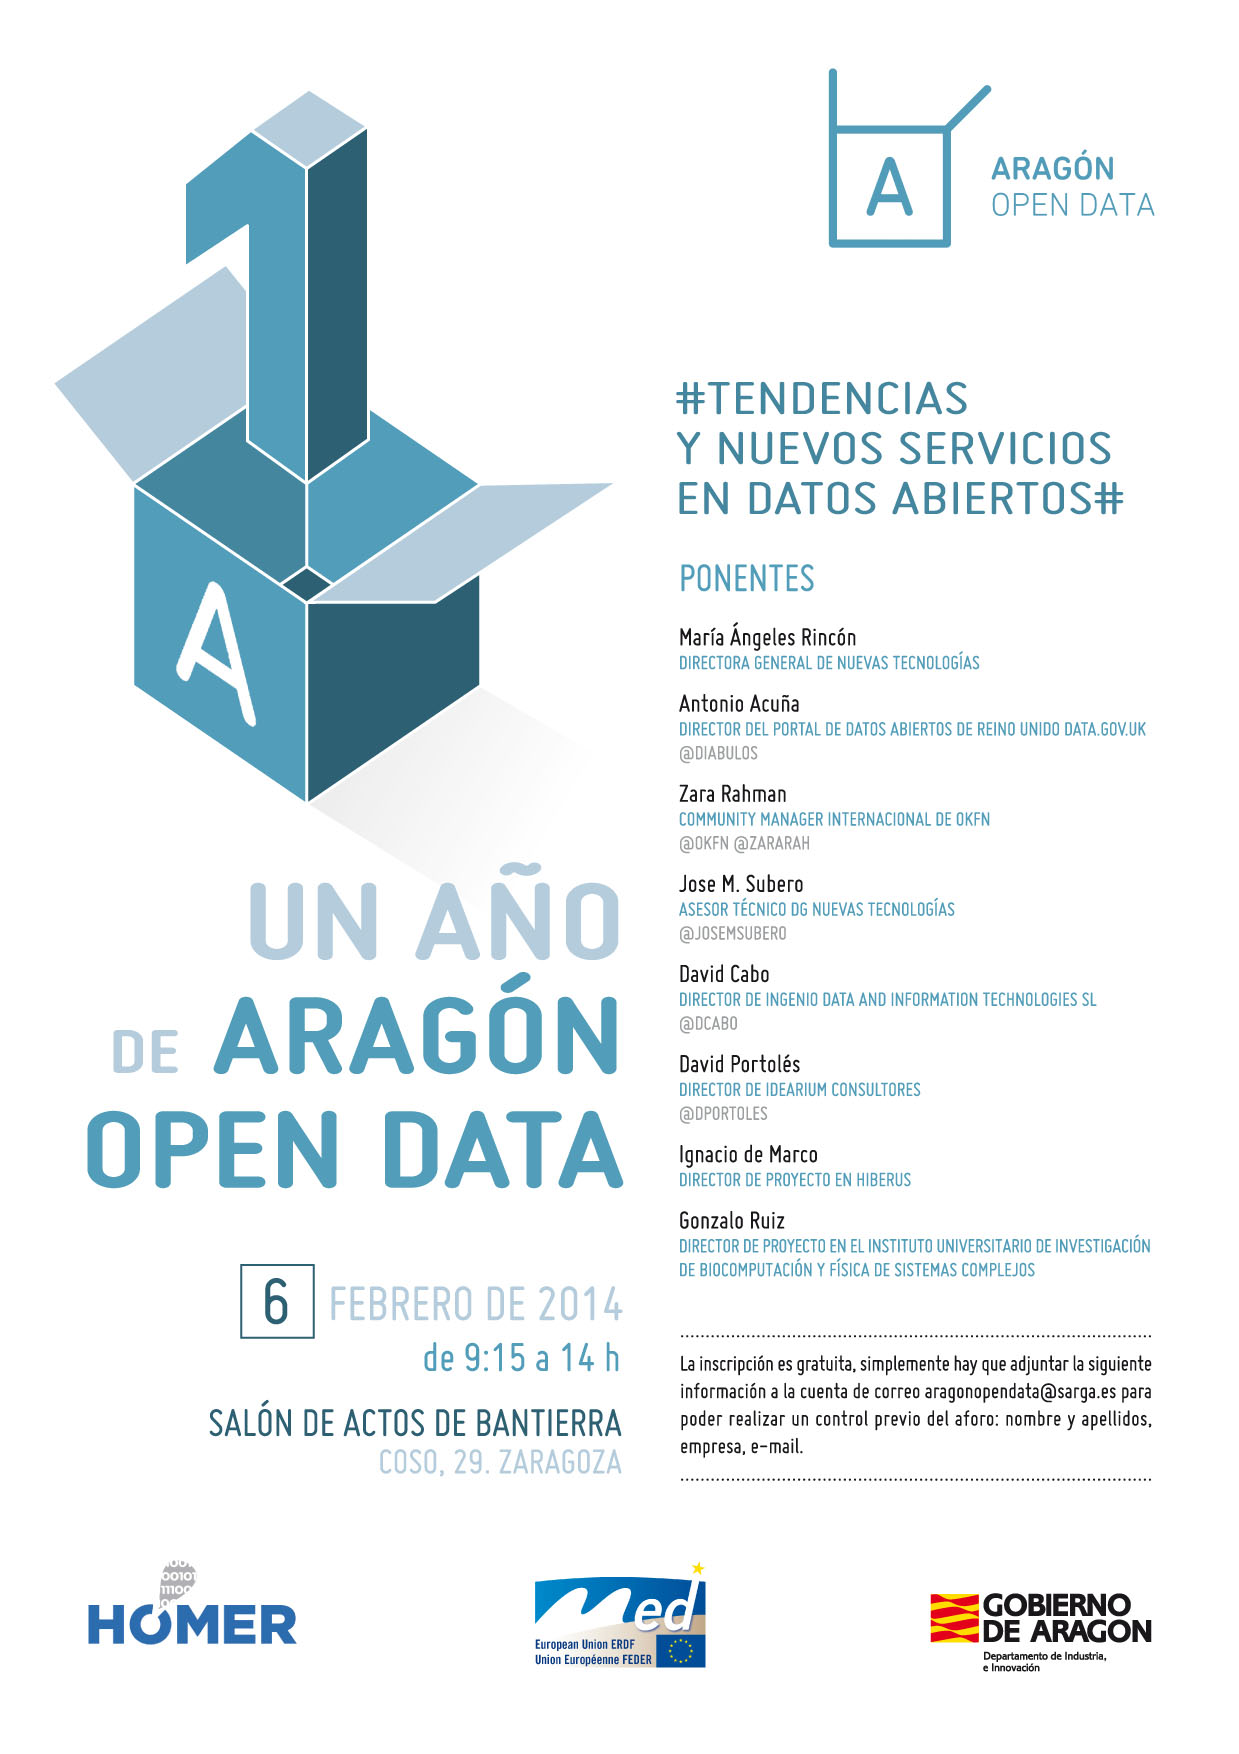 A
ARAGÓN
OPEN DATA
A
#TENDENCIAS
Y NUEVOS SERVICIOS
EN DATOS ABIERTOS#
PONENTES
María Ángeles Rincón
DIRECTORA GENERAL DE NUEVAS TECNOLOGÍAS
Antonio Acuña
DIRECTOR DEL PORTAL DE DATOS ABIERTOS DE REINO UNIDO DATA.GOV.UK
@DIABULOS
Zara Rahman
COMMUNITY MANAGER INTERNACIONAL DE OKFN
@OKFN @ZARARAH
Jose M. Subero
ASESOR TÉCNICO DG NUEVAS TECNOLOGÍAS
@JOSEMSUBERO
David Cabo
DIRECTOR DE INGENIO DATA AND INFORMATION TECHNOLOGIES SL
@DCABO
David Portolés
DIRECTOR DE IDEARIUM CONSULTORES
@DPORTOLES
Ignacio de Marco
DIRECTOR DE PROYECTO EN HIBERUS
Gonzalo Ruiz
DIRECTOR DE PROYECTO EN EL INSTITUTO UNIVERSITARIO DE INVESTIGACIÓN
DE BIOCOMPUTACIÓN Y FÍSICA DE SISTEMAS COMPLEJOS
La inscripción es gratuita, simplemente hay que adjuntar la siguiente
información a la cuenta de correo aragonopendata@sarga.es para
poder realizar un control previo del aforo: nombre y apellidos,
empresa, e-mail.
1
UN AÑO
DE ARAGÓN
OPEN DATA
6 FEBRERO DE 2014
de 9:15 a 14 h
SALÓN DE ACTOS DE BANTIERRA
COSO, 29. ZARAGOZA
HOMER
Med
European Union ERDF
Union Européenne FEDER
GOBIERNO
DE ARAGON
Departamento de Industria,
e Innovación